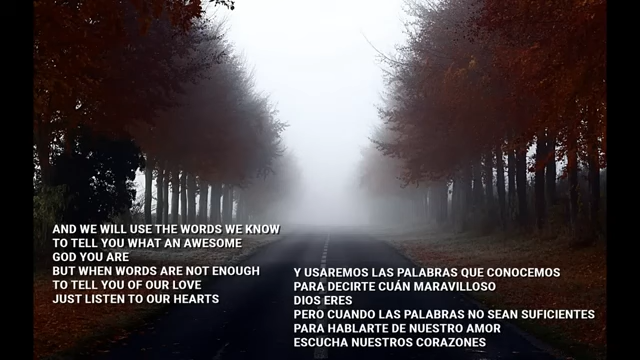 AND WE WILL USE THE WORDS WE KNOW
TO TELL YOU WHAT AN AWESOME
GOD YOU ARE
BUT WHEN WORDS ARE NOT ENOUGH
TO TELL YOU OF OUR LOVE
JUST LISTEN TO OUR HEARTS
Y USAREMOS LAS PALABRAS QUE CONOCEMOS
PARA DECIRTE CUÁN MARAVILLOSO
DIOS ERES
PERO CUANDO LAS PALABRAS NO SEAN SUFICIENTES
PARA HABLARTE DE NUESTRO AMOR
ESCUCHA NUESTROS CORAZONES